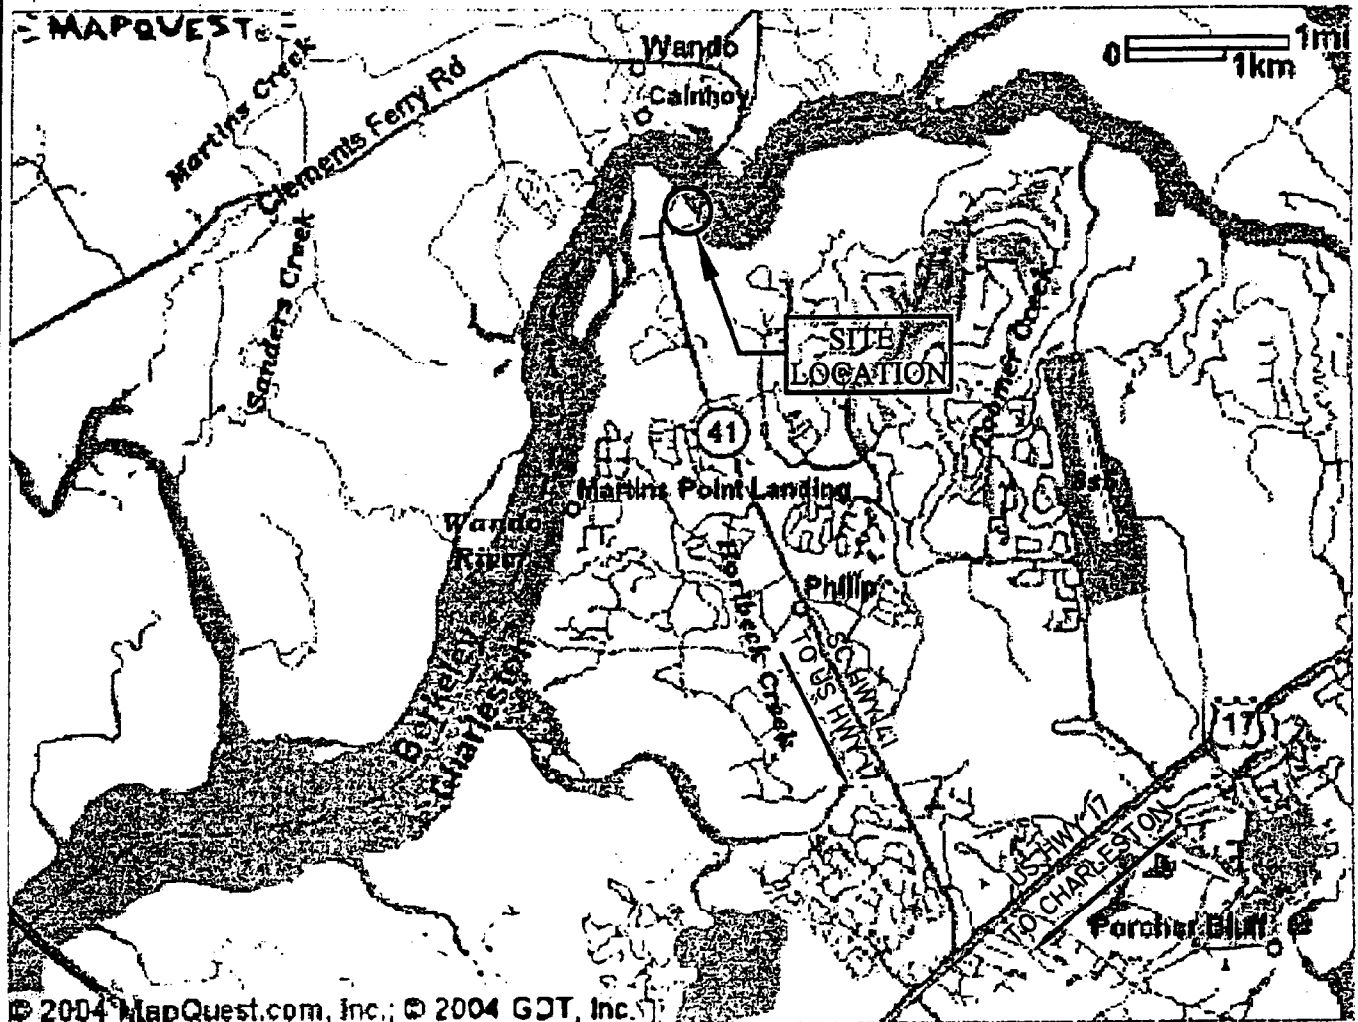 MAPQUEST
0 1mi
1km
Wando
Cainhoy
Martins Creek
Clements Ferry Rd
Sanders Creek
SITE
LOCATION
41
Martins Point Landing
Wando
River
Horlbeck Creek
Phillip
TO SR HWY 41
SC HWY 41
Berkeley
Charleston
17
US HWY 17
TO CHARLESTON
Porcher Bluff
© 2004 MapQuest.com, Inc.; © 2004 GDT, Inc.